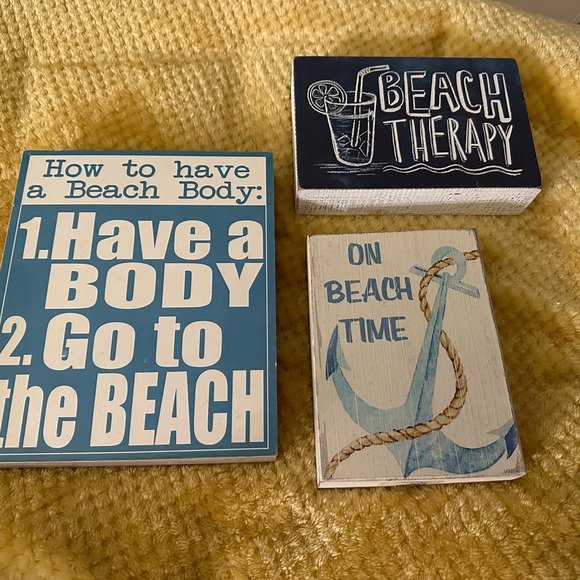 How to have
a Beach Body:
1. Have a
BODY
2. Go to
the BEACH
BEACH
THERAPY
ON
BEACH
TIME